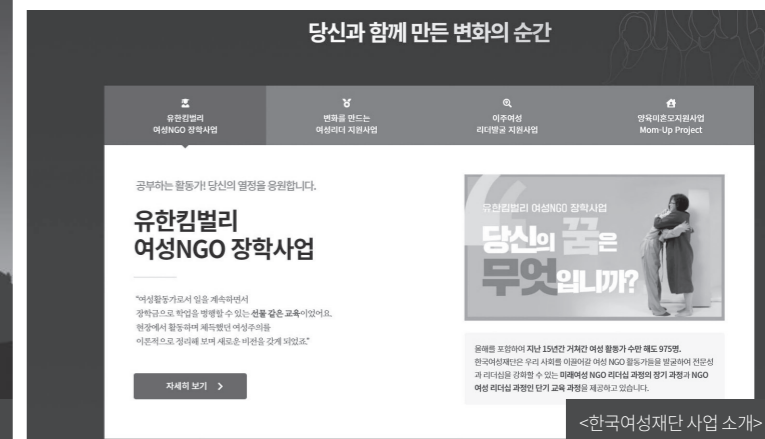 당신과 함께 만든 변화의 순간
유한킴벌리
여성NGO 장학사업
변화를 만드는
여성리더 지원사업
이주여성
리더발굴 지원사업
양육미혼모지원사업
Mom-Up Project
공부하는 활동가! 당신의 열정을 응원합니다.
유한킴벌리
여성NGO 장학사업
"여성활동가로서 일을 계속하면서
장학금으로 학업을 병행할 수 있는 선물 같은 교육이었어요.
현장에서 활동하며 체득했던 여성주의를
이론적으로 정리해 보며 새로운 비전을 갖게 되었죠."
자세히 보기 >
유한킴벌리 여성NGO 장학사업
당신의 꿈은
무엇입니까?
올해를 포함하여 지난 15년간 거쳐간 여성 활동가 수만 해도 975명.
한국여성재단은 우리 사회를 이끌어갈 여성 NGO 활동가들을 발굴하여 전문성
과 리더십을 강화할 수 있는 미래여성 NGO 리더십 과정의 장기 과정과 NGO
여성 리더십 과정인 단기 교육 과정을 제공하고 있습니다.
<한국여성재단 사업 소개>